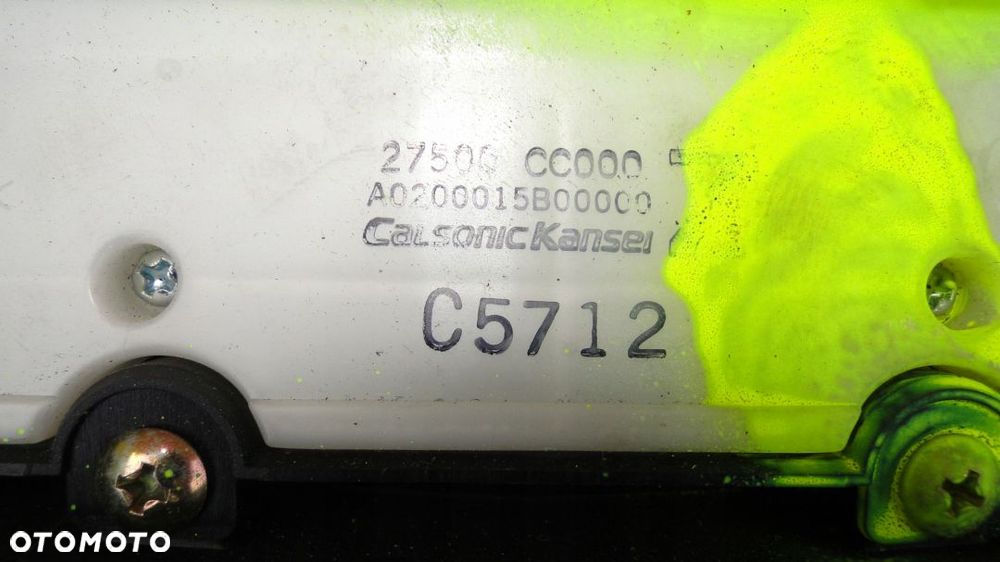 27500 CC000
A0200015B00000
CalsonicKansei
C5712
OTOMOTO